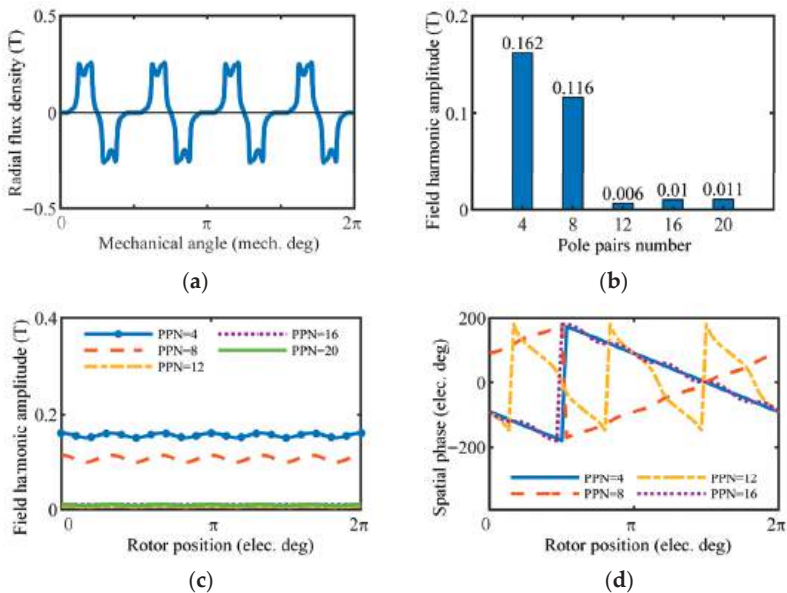 0.5
Radial flux density (T)
0
−0.5
0 π 2π
Mechanical angle (mech. deg)
(a)
0.2
Field harmonic amplitude (T)
0.1
0
0.162
0.116
0.006
0.01
0.011
4 8 12 16 20
Pole pairs number
(b)
0.4
Field harmonic amplitude (T)
0.2
0
PPN=4 PPN=16
PPN=8 PPN=20
PPN=12
0 π 2π
Rotor position (elec. deg)
(c)
200
Spatial phase (elec. deg)
0
−200
PPN=4 PPN=12
PPN=8 PPN=16
0 π 2π
Rotor position (elec. deg)
(d)